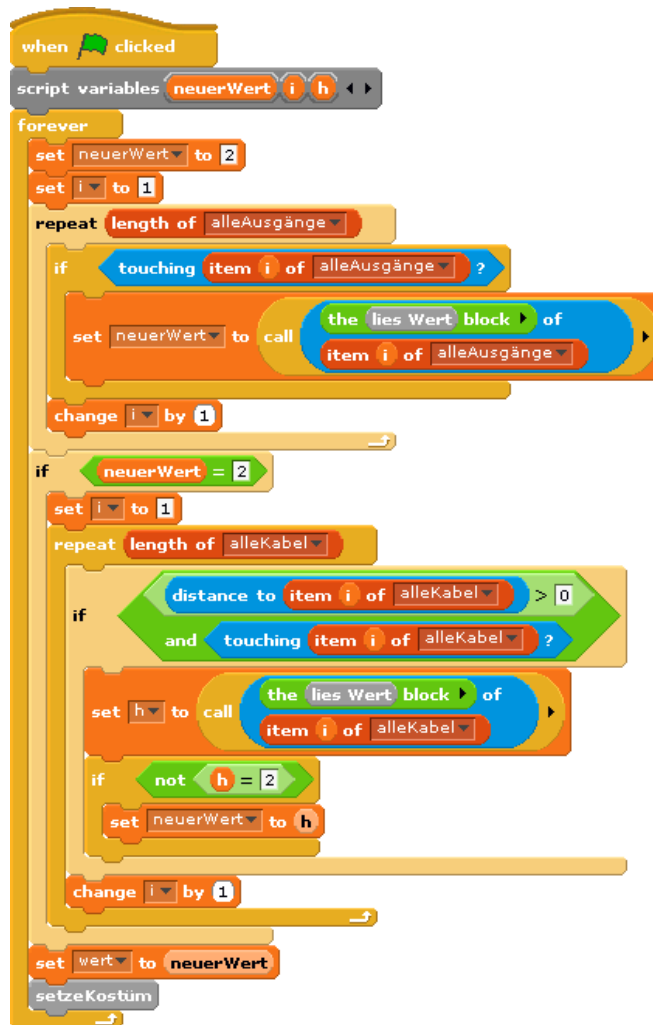 when clicked
script variables neuerWert i h
forever
set neuerWert to 2
set i to 1
repeat length of alleAusgänge
if touching item i of alleAusgänge ?
the lies Wert block of
set neuerWert to call
item i of alleAusgänge
change i by 1
if neuerWert = 2
set i to 1
repeat length of alleKabel
distance to item i of alleKabel > 0
if
and touching item i of alleKabel ?
the lies Wert block of
set h to call
item i of alleKabel
if not h = 2
set neuerWert to h
change i by 1
set wert to neuerWert
setzeKostüm